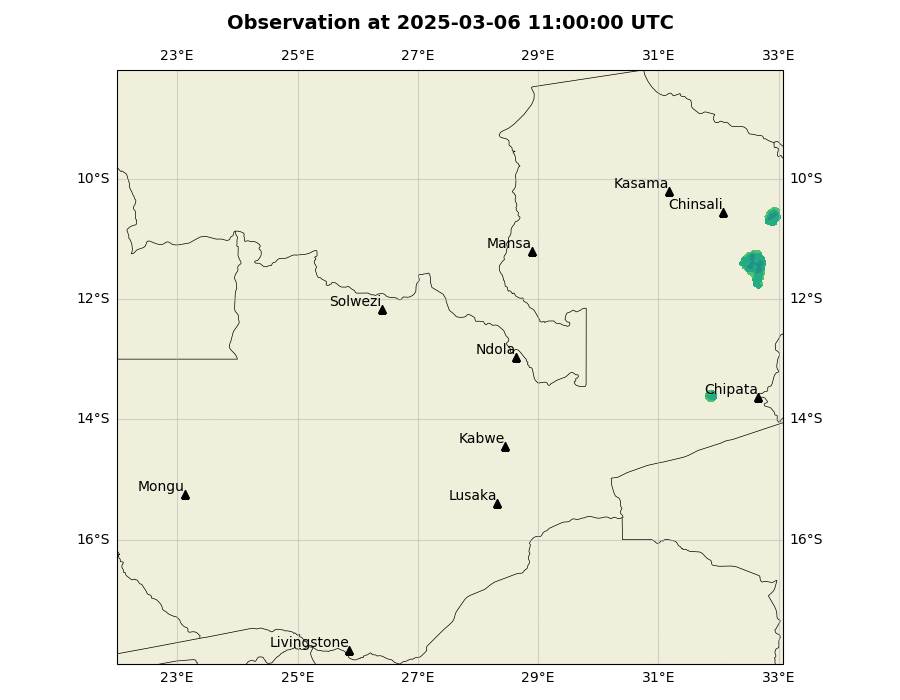 Observation at 2025-03-06 11:00:00 UTC
23°E 25°E 27°E 29°E 31°E 33°E
10°S 10°S
Kasama
Chinsali
Mansa
12°S 12°S
Solwezi
Ndola
Chipata
14°S 14°S
Kabwe
Mongu
Lusaka
16°S 16°S
Livingstone
23°E 25°E 27°E 29°E 31°E 33°E